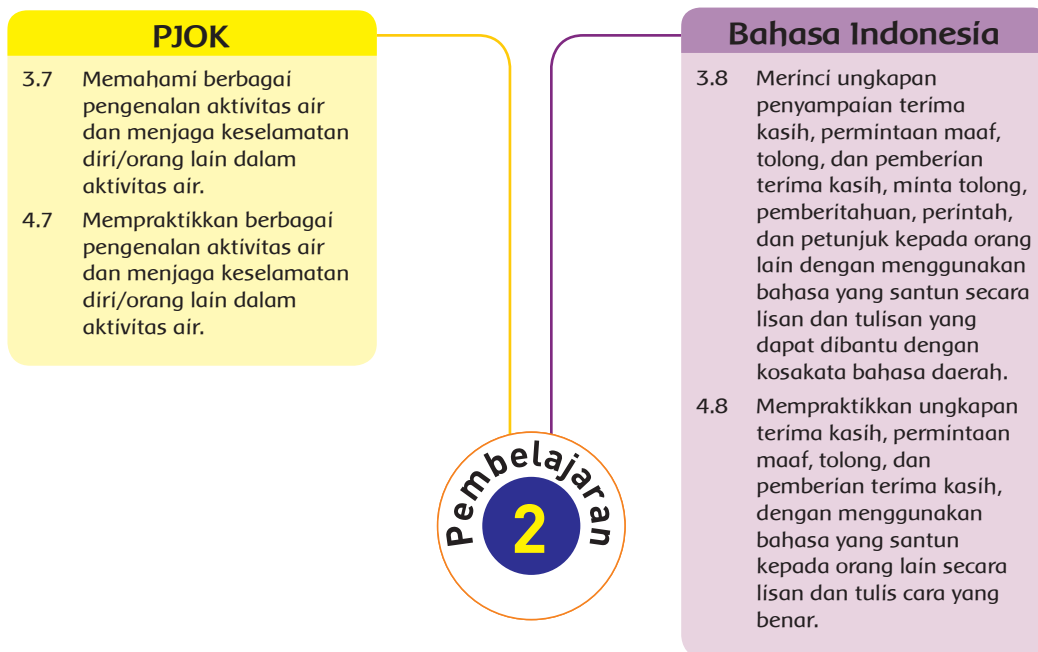 PJOK
3.7 Memahami berbagai
pengenalan aktivitas air
dan menjaga keselamatan
diri/orang lain dalam
aktivitas air.
4.7 Mempraktikkan berbagai
pengenalan aktivitas air
dan menjaga keselamatan
diri/orang lain dalam
aktivitas air.
Bahasa Indonesia
3.8 Merinci ungkapan
penyampaian terima
kasih, permintaan maaf,
tolong, dan pemberian
terima kasih, minta tolong,
pemberitahuan, perintah,
dan petunjuk kepada orang
lain dengan menggunakan
bahasa yang santun secara
lisan dan tulisan yang
dapat dibantu dengan
kosakata bahasa daerah.
4.8 Mempraktikkan ungkapan
terima kasih, permintaan
maaf, tolong, dan
pemberian terima kasih,
dengan menggunakan
bahasa yang santun
kepada orang lain secara
lisan dan tulis cara yang
benar.
Pembelajaran
2